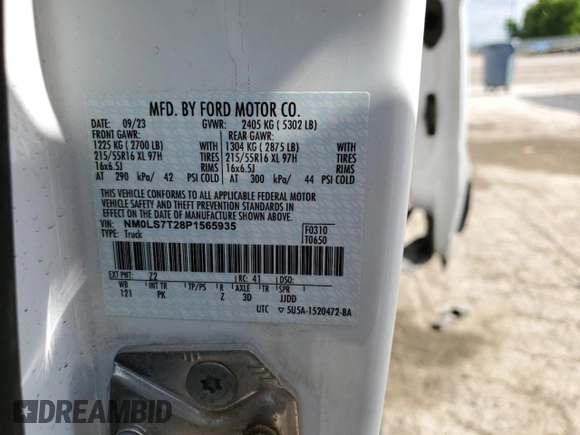 MFD. BY FORD MOTOR CO.
09/23 GVWR: 2405 KG ( 5302 LB)
FRONT GAWR: REAR GAWR:
1225 KG ( 2700 LB) 1304 KG ( 2875 LB)
215/55R16 XL 97H TIRES 215/55R16 XL 97H TIRES
16x6.5J RIMS 16x6.5J RIMS
AT 290 kPa/ 42 PSI COLD AT 300 kPa/ 44 PSI COLD
THIS VEHICLE CONFORMS TO ALL APPLICABLE FEDERAL MOTOR
VEHICLE SAFETY AND THEFT PREVENTION STANDARDS IN
EFFECT ON THE DATE OF MANUFACTURE SHOWN ABOVE.
VIN: NM0LS7T28P1565935 F0310
TYPE: Truck T0650
EXT PNT: Z2 RC: 41 DSO:
WB INT TR TP/PS R AXLE TR SPR
121 PK Z 3D JJDD
UTC 5U5A-1520472-BA
DREAMBID